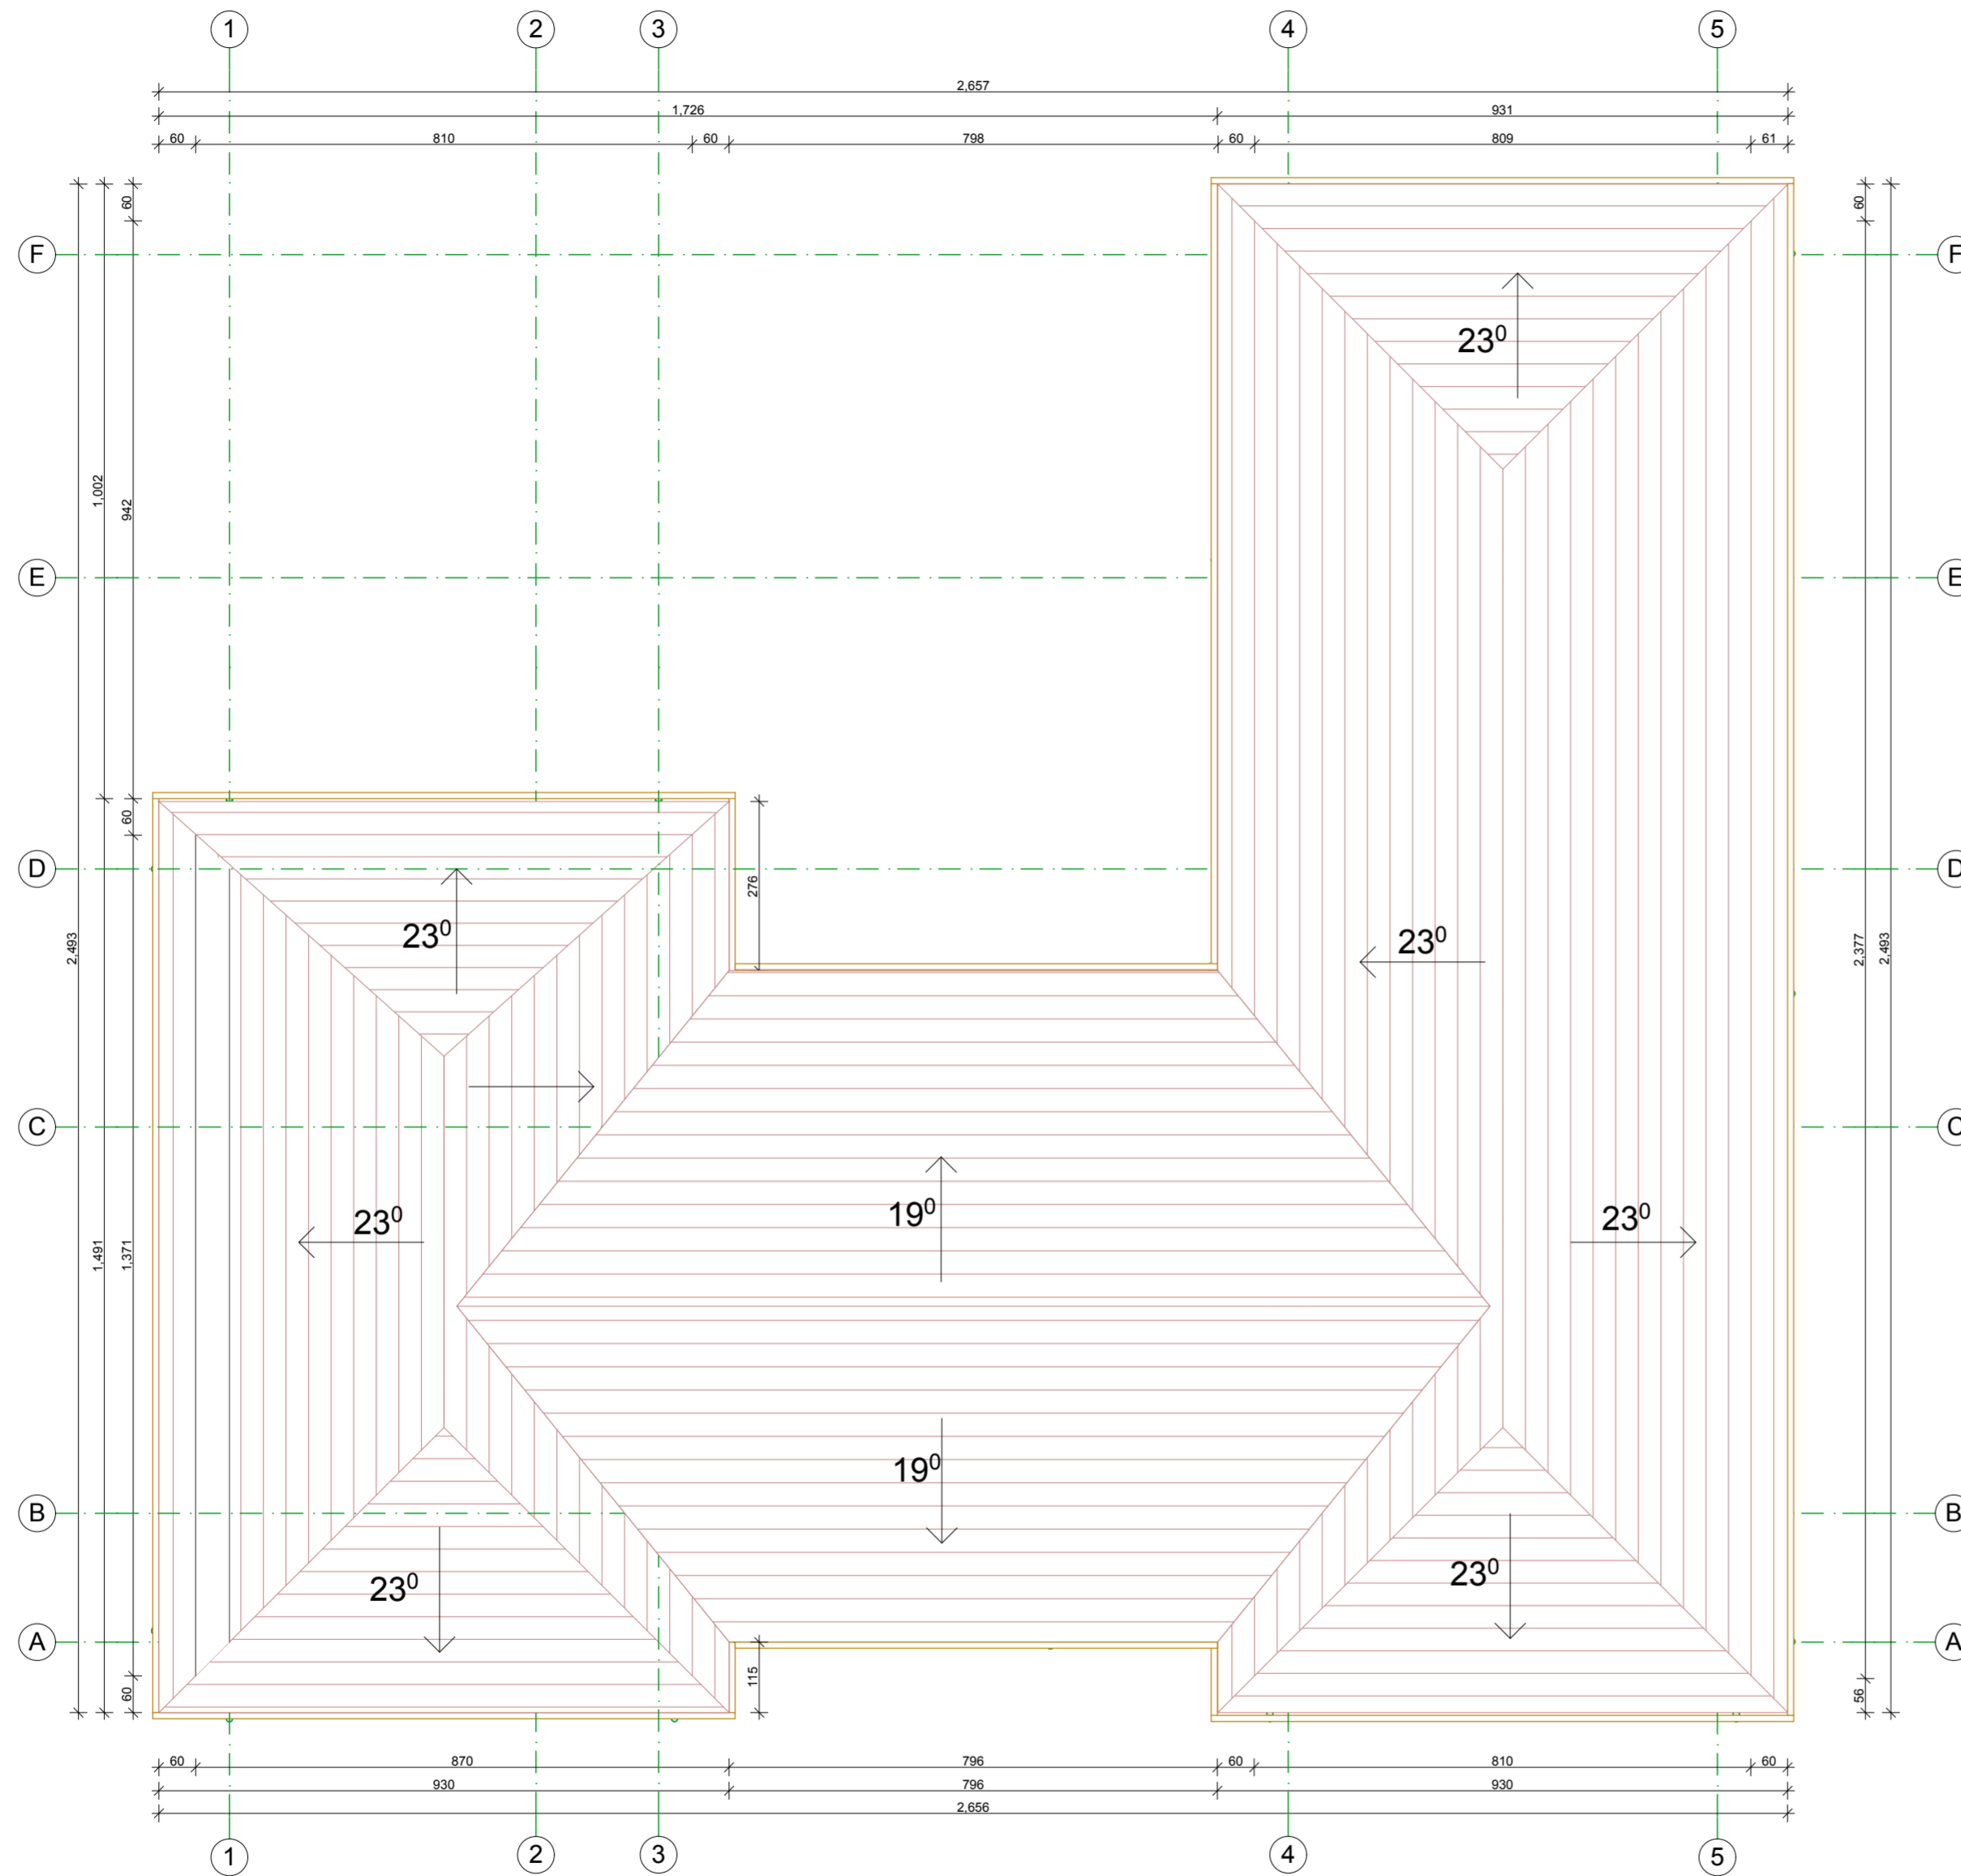 1 2 3 4 5
2,657
1,726 931
60 810 60 798 60 809 61
60 60
F F
23⁰
1,002 942
E E
60
D D
276
23⁰ 23⁰
2,493 2,377 2,493
C C
19⁰
23⁰ 23⁰
1,491 1,371
19⁰
B B
23⁰ 23⁰
A A
60 115 56
60 870 796 60 810 60
930 796 930
2,656
1 2 3 4 5